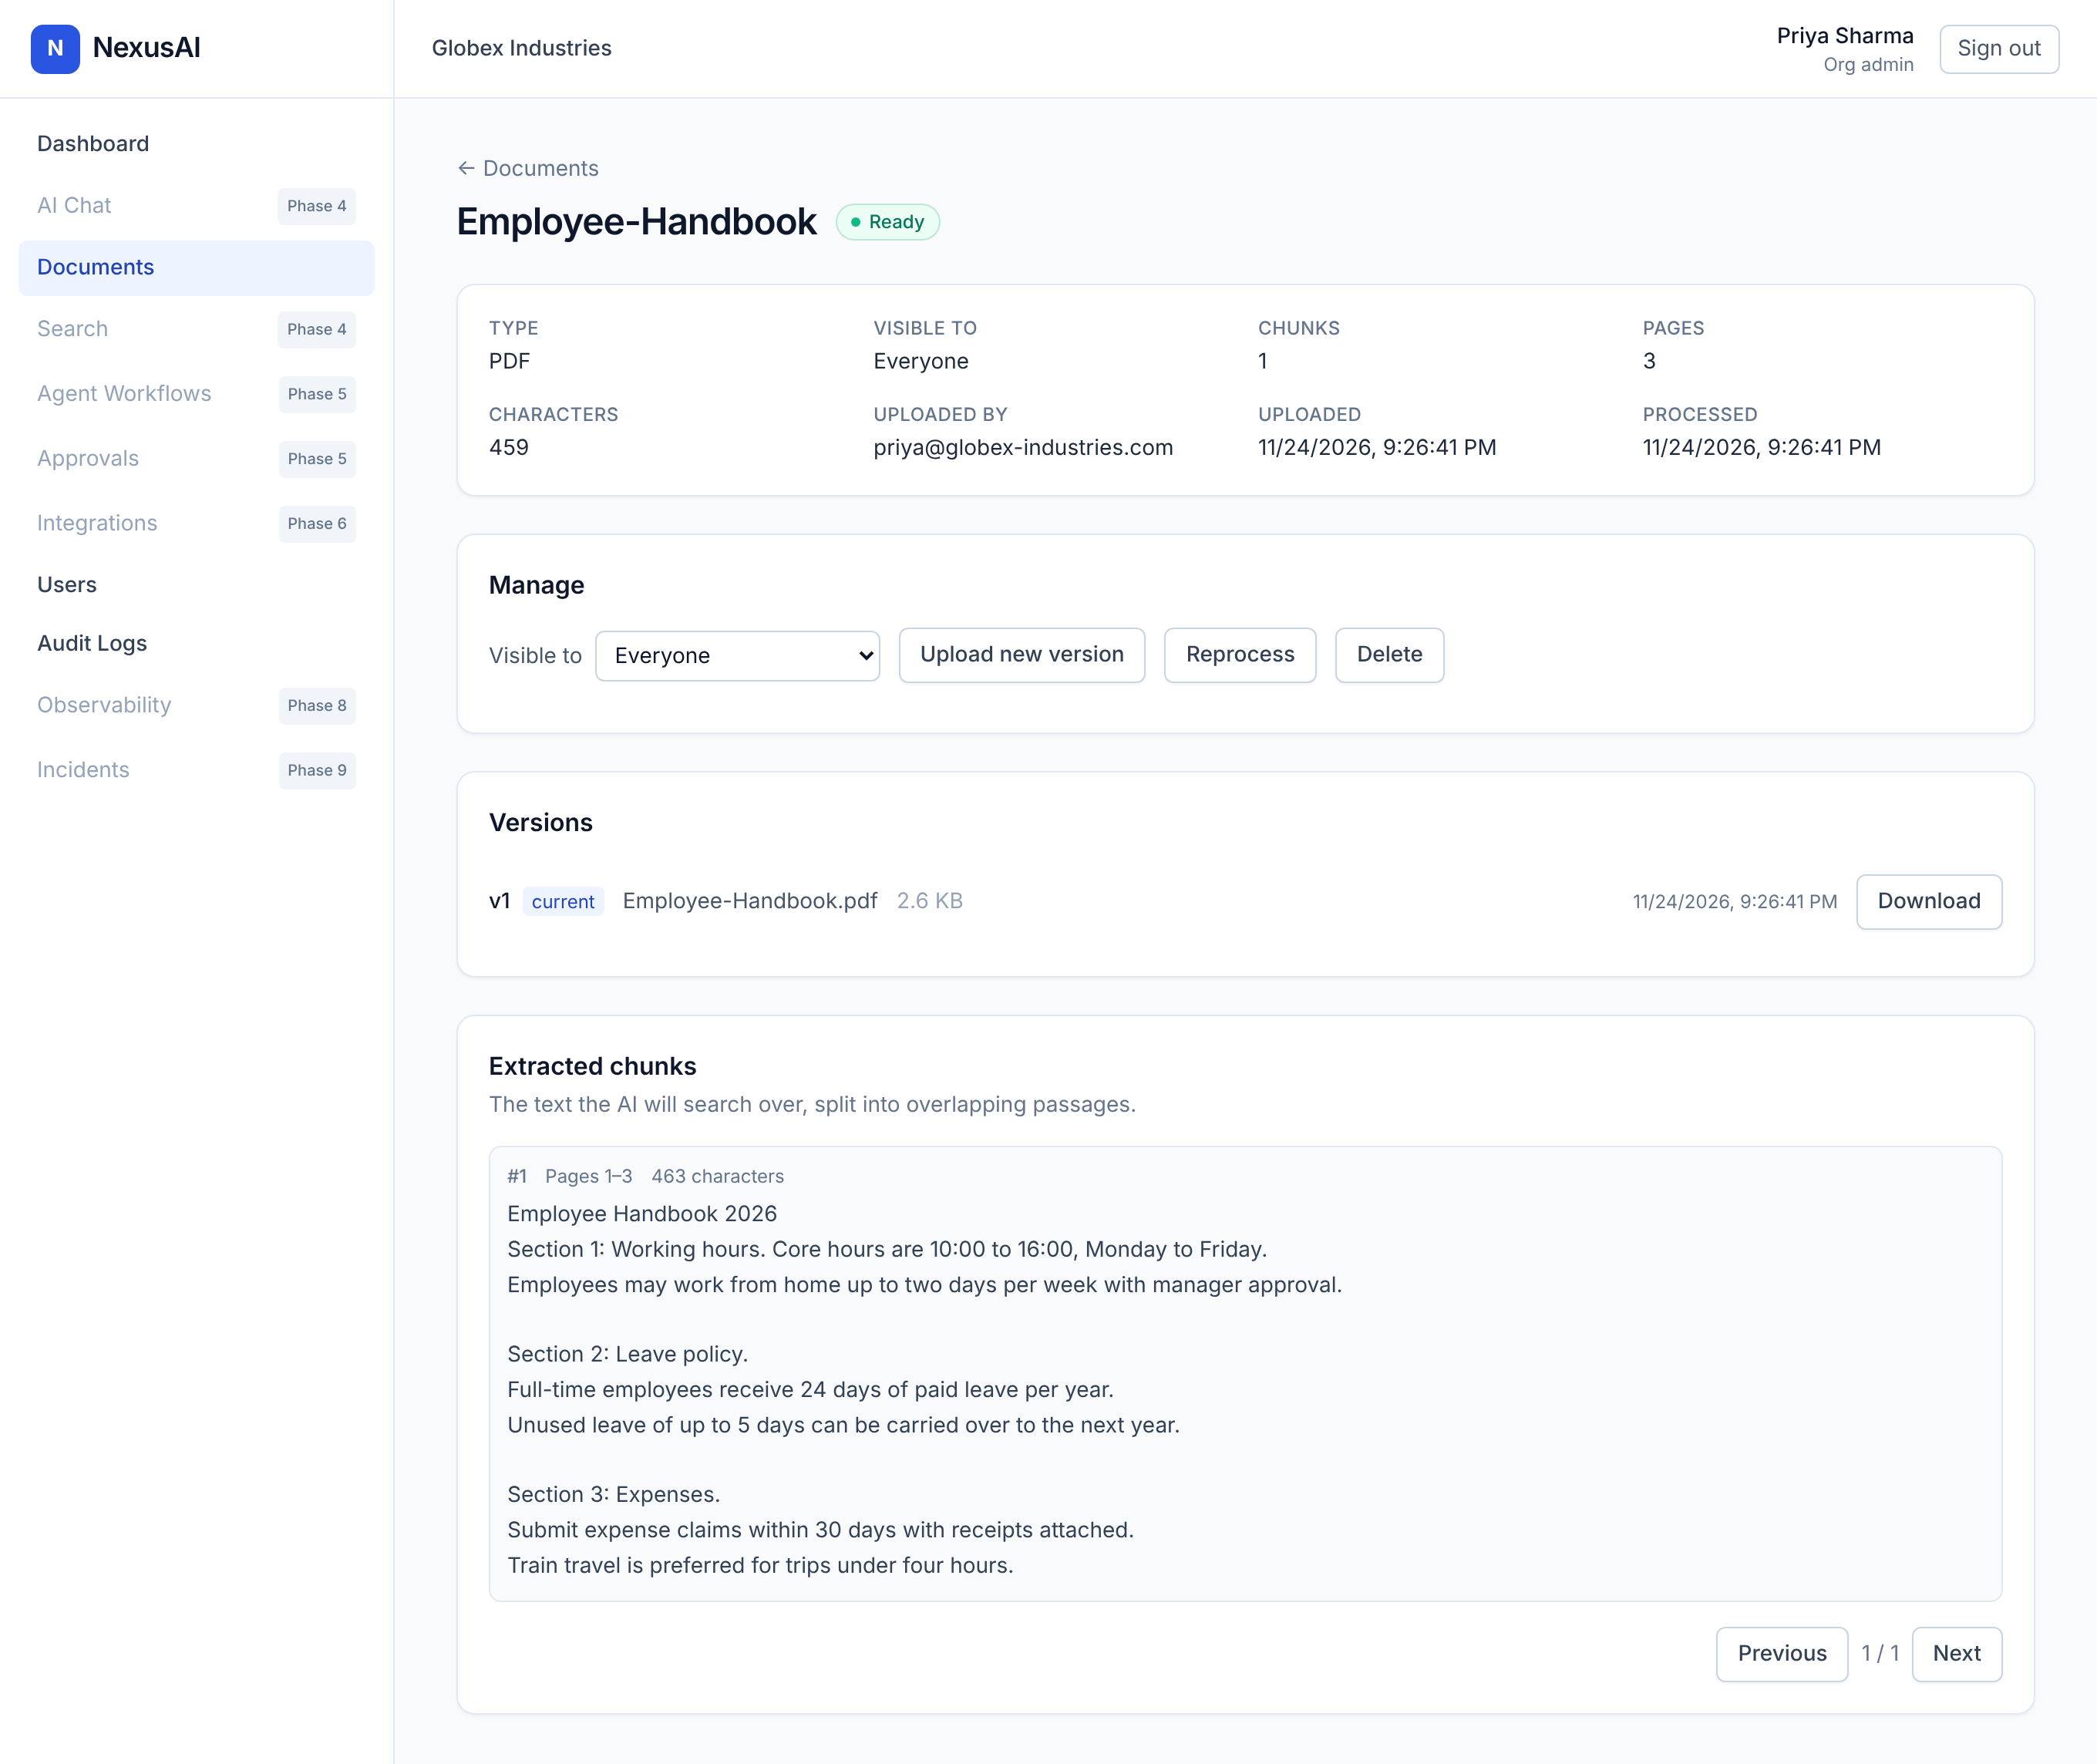 N NexusAI
Globex Industries
Priya Sharma
Org admin
Sign out
Dashboard
AI Chat Phase 4
Documents
Search Phase 4
Agent Workflows Phase 5
Approvals Phase 5
Integrations Phase 6
Users
Audit Logs
Observability Phase 8
Incidents Phase 9
← Documents
Employee-Handbook Ready
TYPE VISIBLE TO CHUNKS PAGES
PDF Everyone 1 3
CHARACTERS UPLOADED BY UPLOADED PROCESSED
459 priya@globex-industries.com 11/24/2026, 9:26:41 PM 11/24/2026, 9:26:41 PM
Manage
Visible to Everyone Upload new version Reprocess Delete
Versions
v1 current Employee-Handbook.pdf 2.6 KB 11/24/2026, 9:26:41 PM Download
Extracted chunks
The text the AI will search over, split into overlapping passages.
#1 Pages 1–3 463 characters
Employee Handbook 2026
Section 1: Working hours. Core hours are 10:00 to 16:00, Monday to Friday.
Employees may work from home up to two days per week with manager approval.
Section 2: Leave policy.
Full-time employees receive 24 days of paid leave per year.
Unused leave of up to 5 days can be carried over to the next year.
Section 3: Expenses.
Submit expense claims within 30 days with receipts attached.
Train travel is preferred for trips under four hours.
Previous 1 / 1 Next